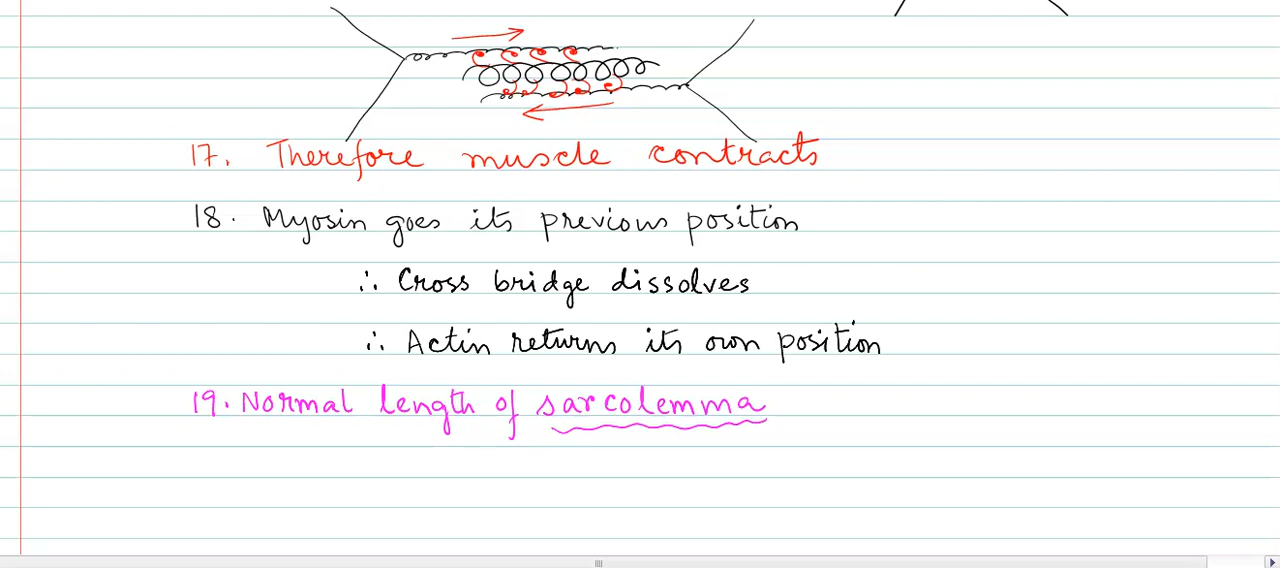 17. Therefore muscle contracts
18. Myosin goes its previous position
∴ Cross bridge dissolves
∴ Actin returns its own position
19. Normal length of sarcolemma